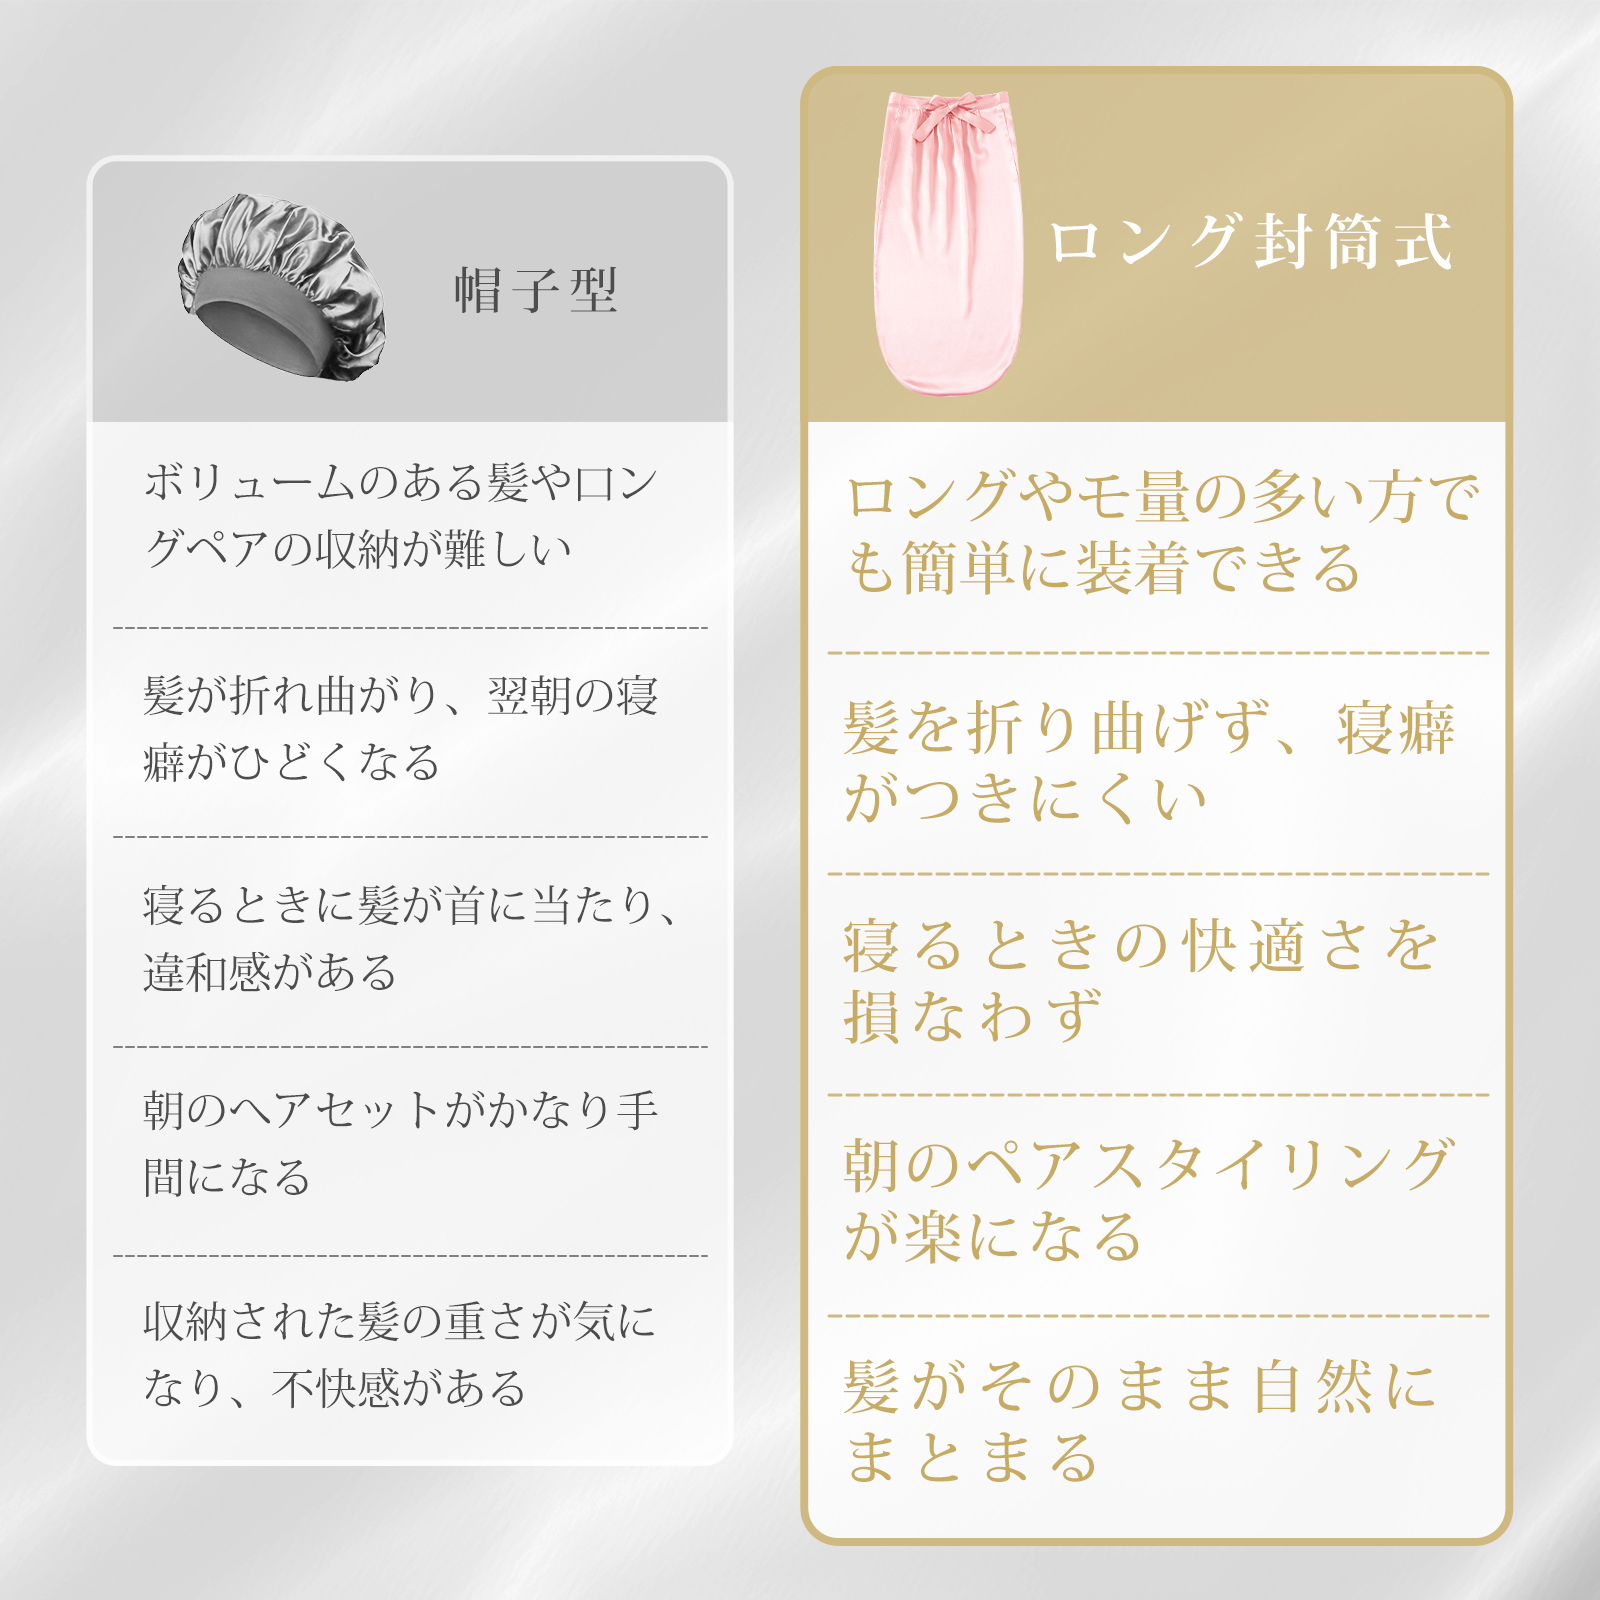 帽子型
ボリュームのある髪やロン
グペアの収納が難しい
髪が折れ曲がり、翌朝の寝
癖がひどくなる
寝るときに髪が首に当たり、
違和感がある
朝のヘアセットがかなり手
間になる
収納された髪の重さが気に
なり、不快感がある
ロング封筒式
ロングやモ量の多い方で
も簡単に装着できる
髪を折り曲げず、寝癖
がつきにくい
寝るときの快適さを
損なわず
朝のペアスタイリング
が楽になる
髪がそのまま自然に
まとまる